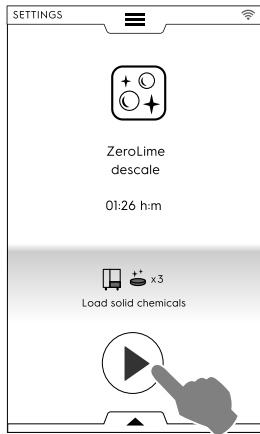 SETTINGS
ZeroLime
descale
01:26 h:m
x3
Load solid chemicals